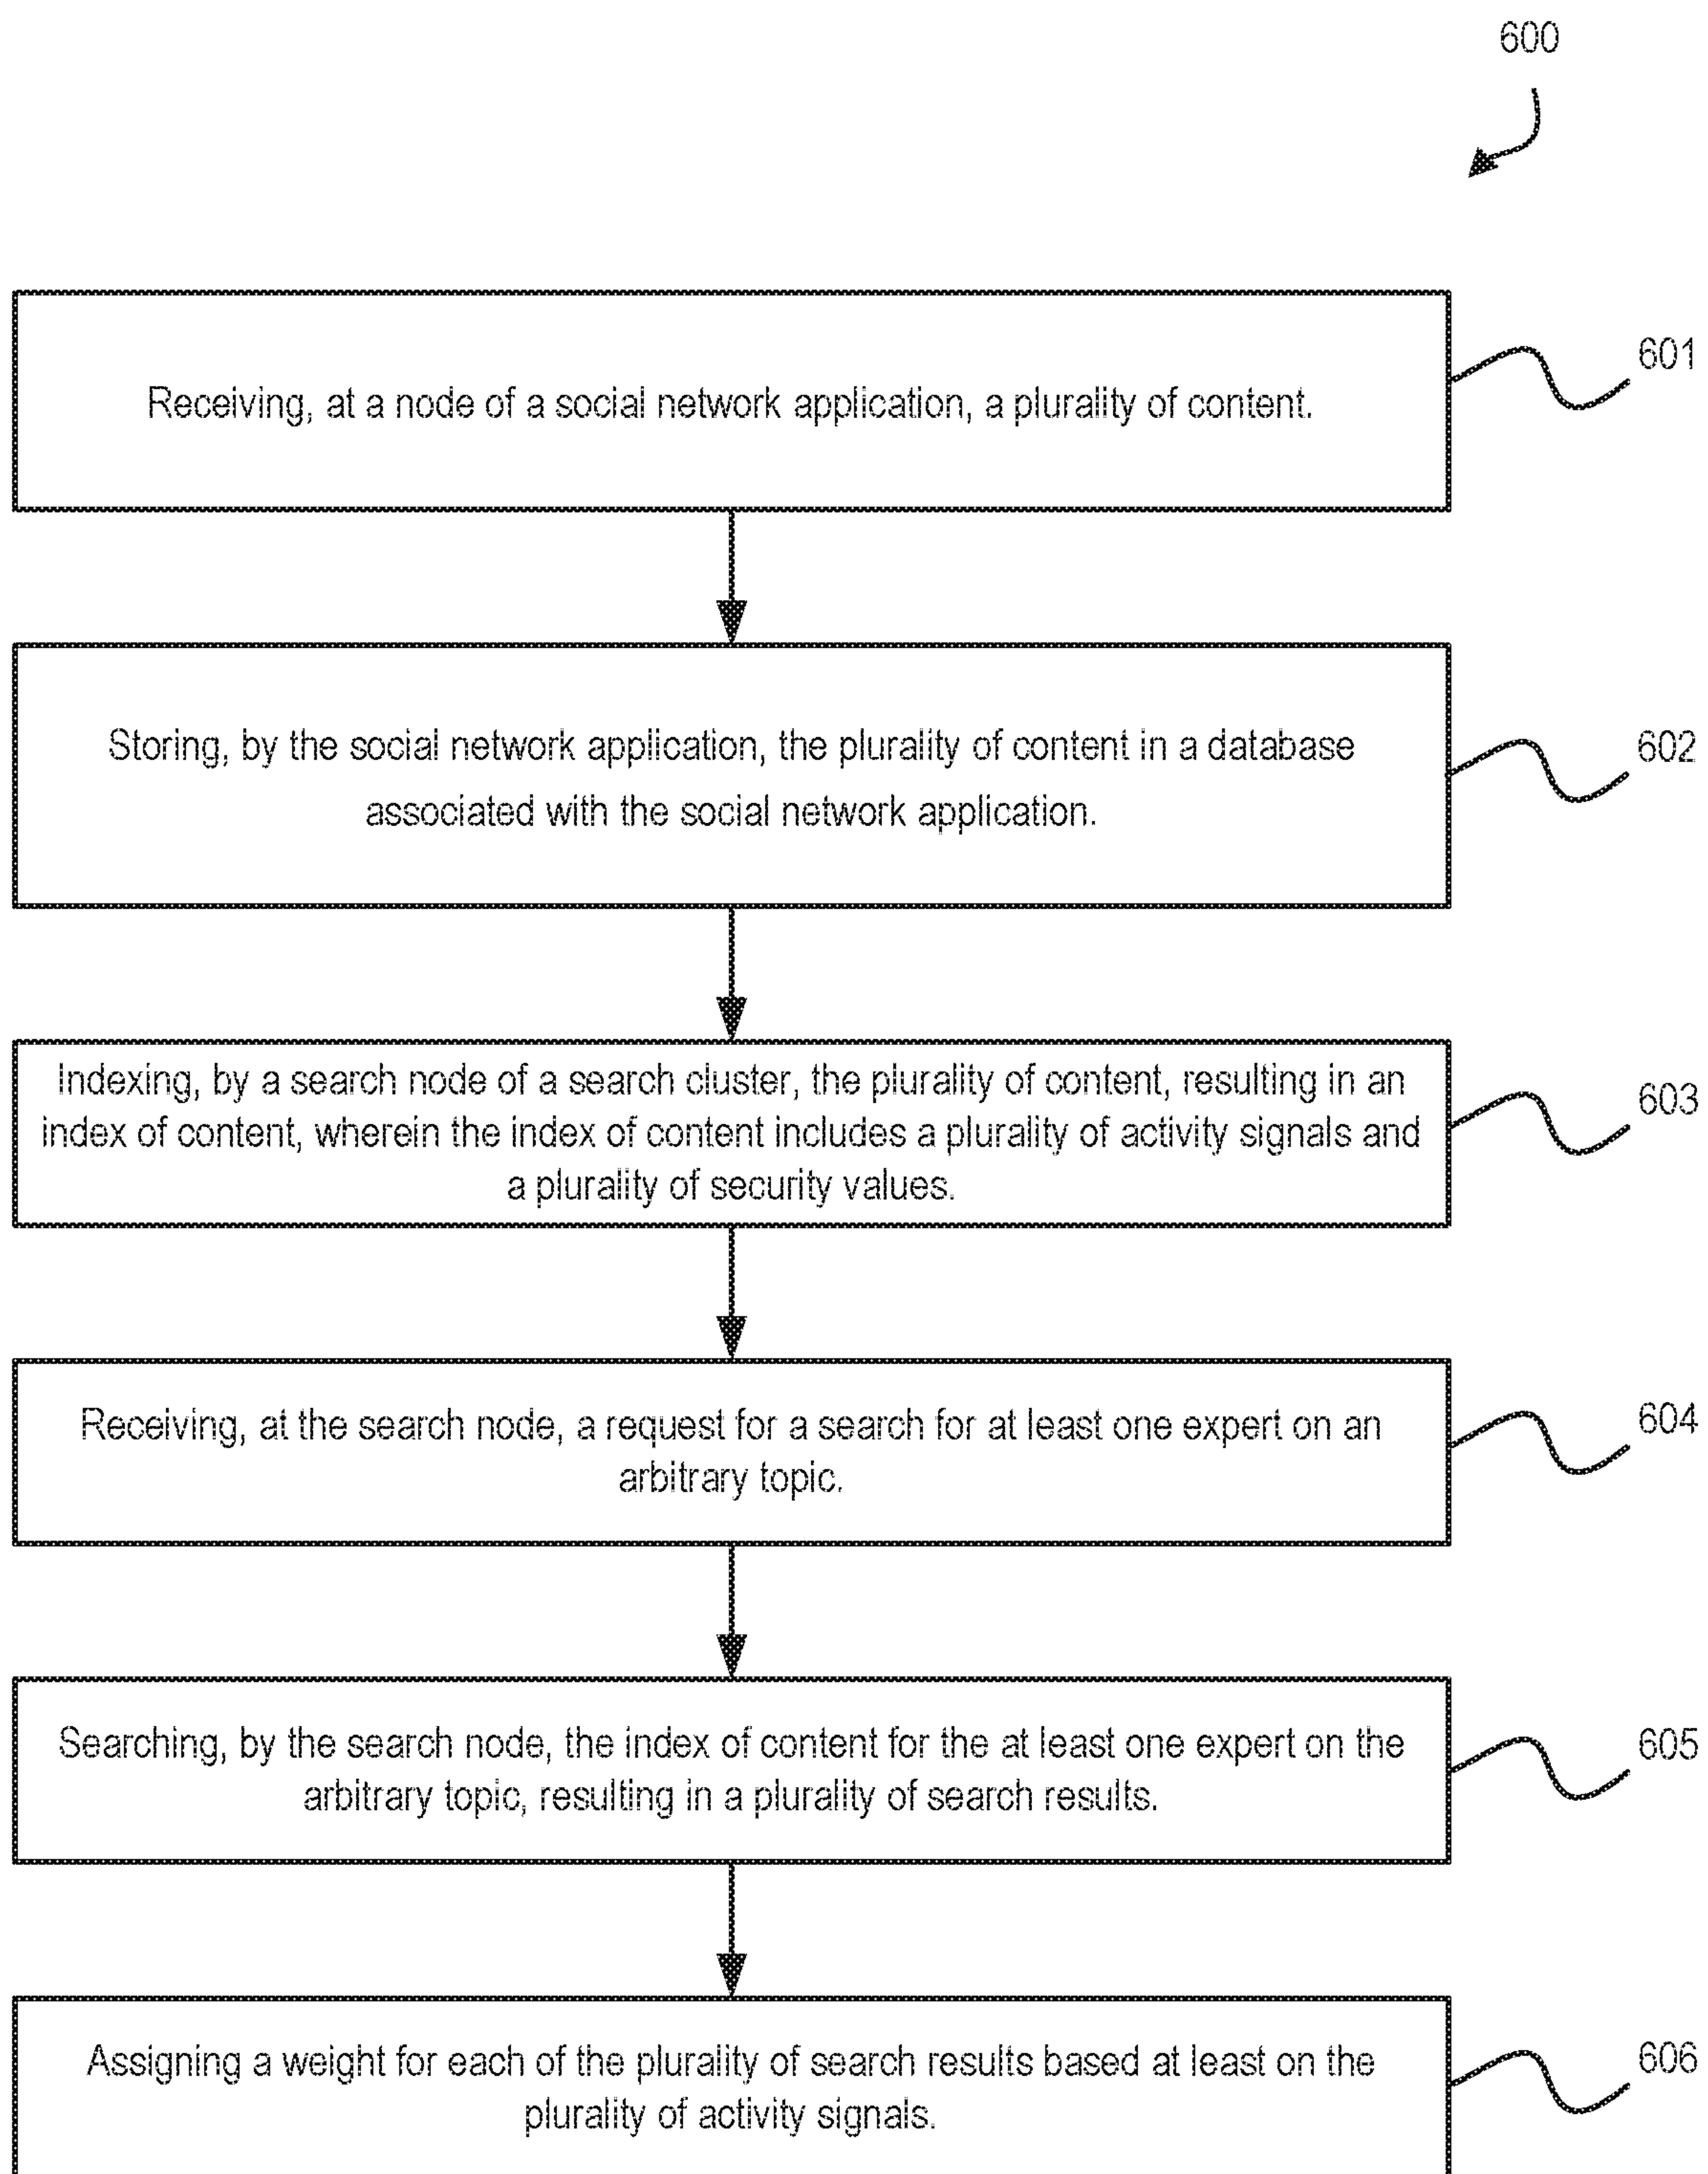 600
Receiving, at a node of a social network application, a plurality of content.
601
Storing, by the social network application, the plurality of content in a database
associated with the social network application.
602
Indexing, by a search node of a search cluster, the plurality of content, resulting in an
index of content, wherein the index of content includes a plurality of activity signals and
a plurality of security values.
603
Receiving, at the search node, a request for a search for at least one expert on an
arbitrary topic.
604
Searching, by the search node, the index of content for the at least one expert on the
arbitrary topic, resulting in a plurality of search results.
605
Assigning a weight for each of the plurality of search results based at least on the
plurality of activity signals.
606